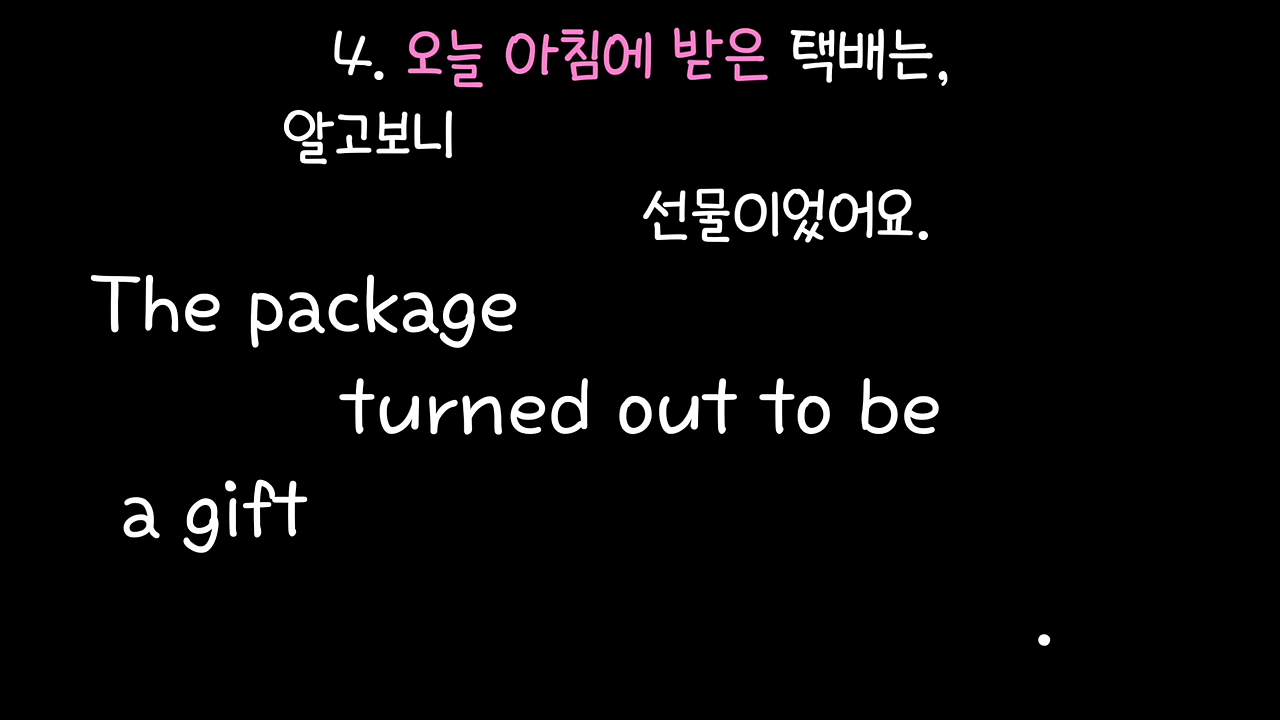 4. 오늘 아침에 받은 택배는,
알고보니
선물이었어요.
The package
turned out to be
a gift
.